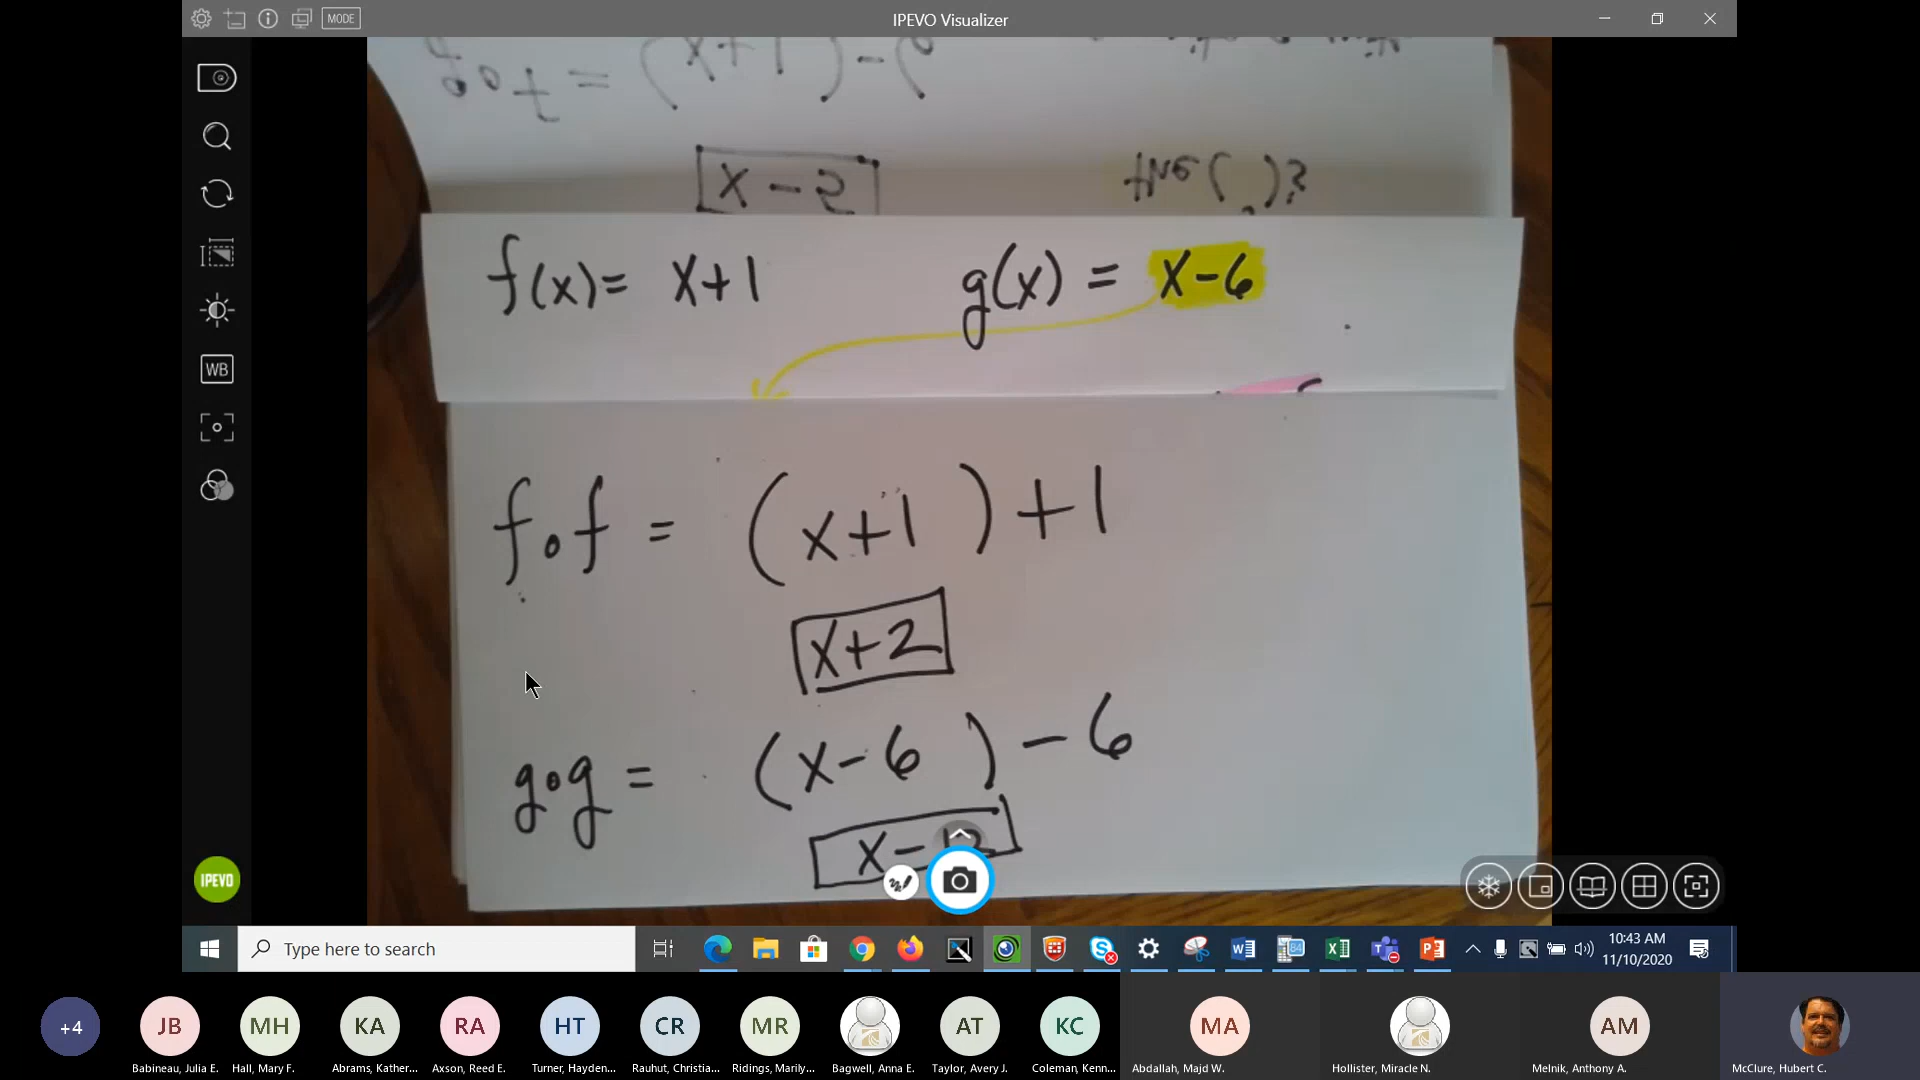 MODE
IPEVO Visualizer
f(x)= x+1
g(x) = x-6
f∘f = (x+1 )+1
x+2
g∘g = (x-6 )-6
x-12
WB
IPEVO
Type here to search
84
10:43 AM
11/10/2020
+4
JB
MH
KA
RA
HT
CR
MR
AT
KC
MA
AM
Babineau, Julia E.
Hall, Mary F.
Abrams, Kather...
Axson, Reed E.
Turner, Hayden...
Rauhut, Christia...
Ridings, Marily...
Bagwell, Anna E.
Taylor, Avery J.
Coleman, Kenn...
Abdallah, Majd W.
Hollister, Miracle N.
Melnik, Anthony A.
McClure, Hubert C.